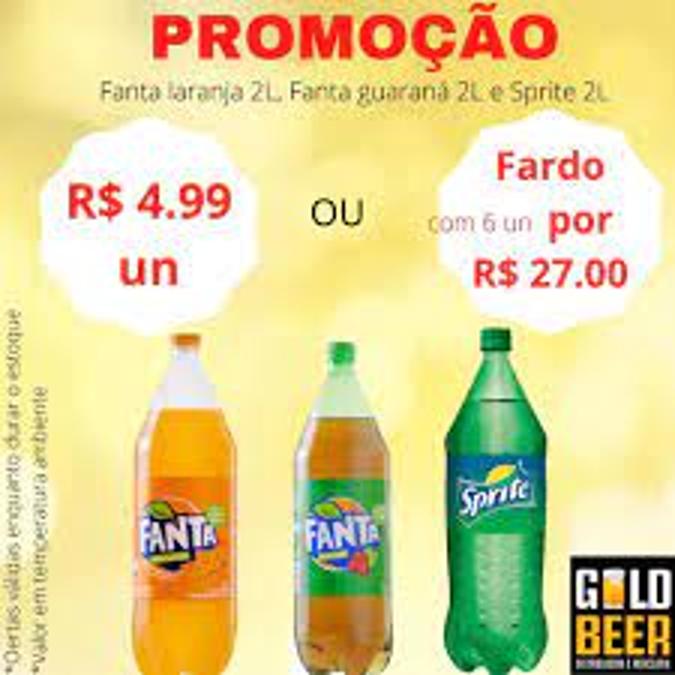 PROMOÇÃO
Fanta laranja 2L, Fanta guaraná 2L e Sprite 2L
R$ 4.99
un
OU
Fardo
com 6 un por
R$ 27.00
*Ofertas válidas enquanto durar o estoque
*Valor em temperatura ambiente
FANTA
FANTA
Sprite
GOLD
BEER